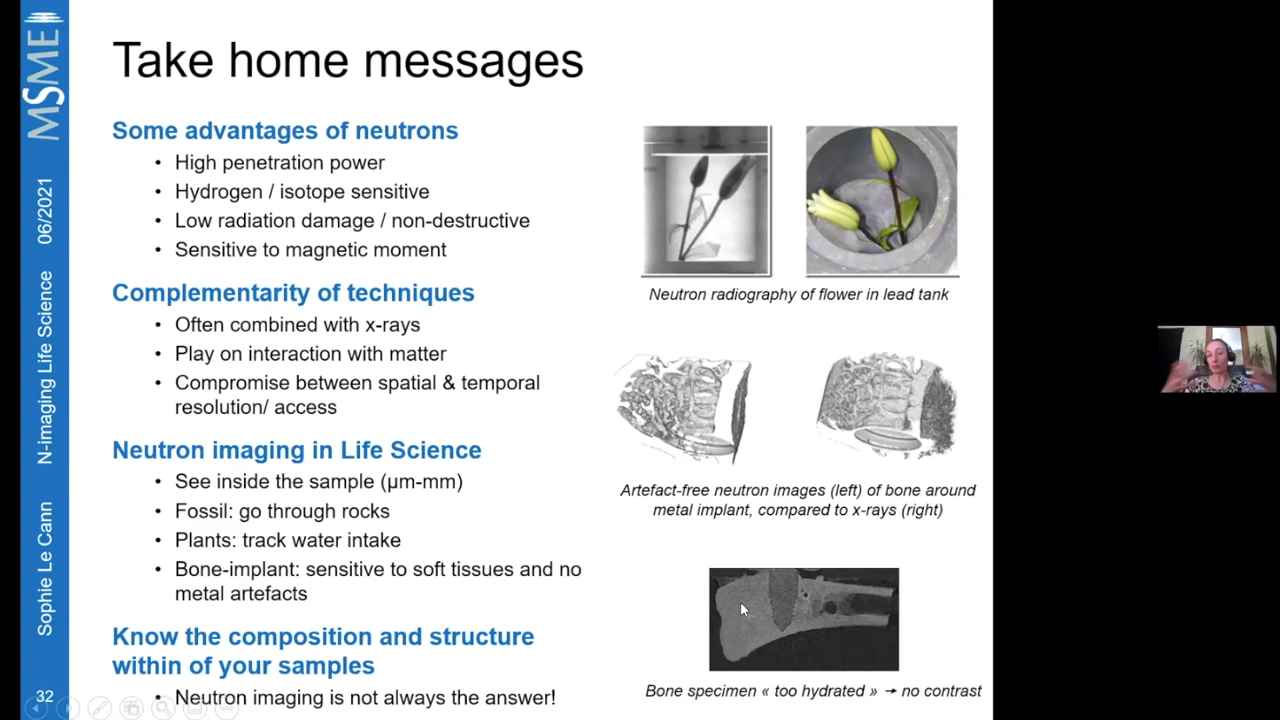 Take home messages
Some advantages of neutrons
• High penetration power
• Hydrogen / isotope sensitive
• Low radiation damage / non-destructive
• Sensitive to magnetic moment
Complementarity of techniques
• Often combined with x-rays
• Play on interaction with matter
• Compromise between spatial & temporal
resolution/ access
Neutron imaging in Life Science
• See inside the sample (µm-mm)
• Fossil: go through rocks
• Plants: track water intake
• Bone-implant: sensitive to soft tissues and no
metal artefacts
Know the composition and structure
within of your samples
• Neutron imaging is not always the answer!
Neutron radiography of flower in lead tank
Artefact-free neutron images (left) of bone around
metal implant, compared to x-rays (right)
Bone specimen « too hydrated » → no contrast
MSME
06/2021
N-imaging Life Science
Sophie Le Cann
32